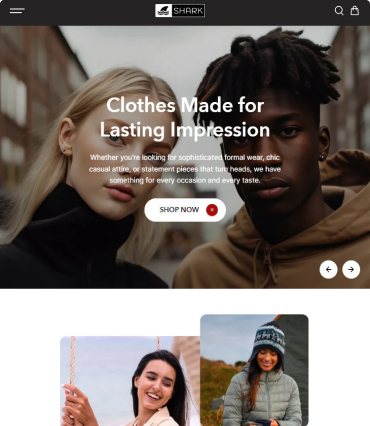 SHARK
Clothes Made for
Lasting Impression
Whether you're looking for sophisticated formal wear, chic
casual attire, or statement pieces that turn heads, we have
something for every occasion and every taste.
SHOP NOW